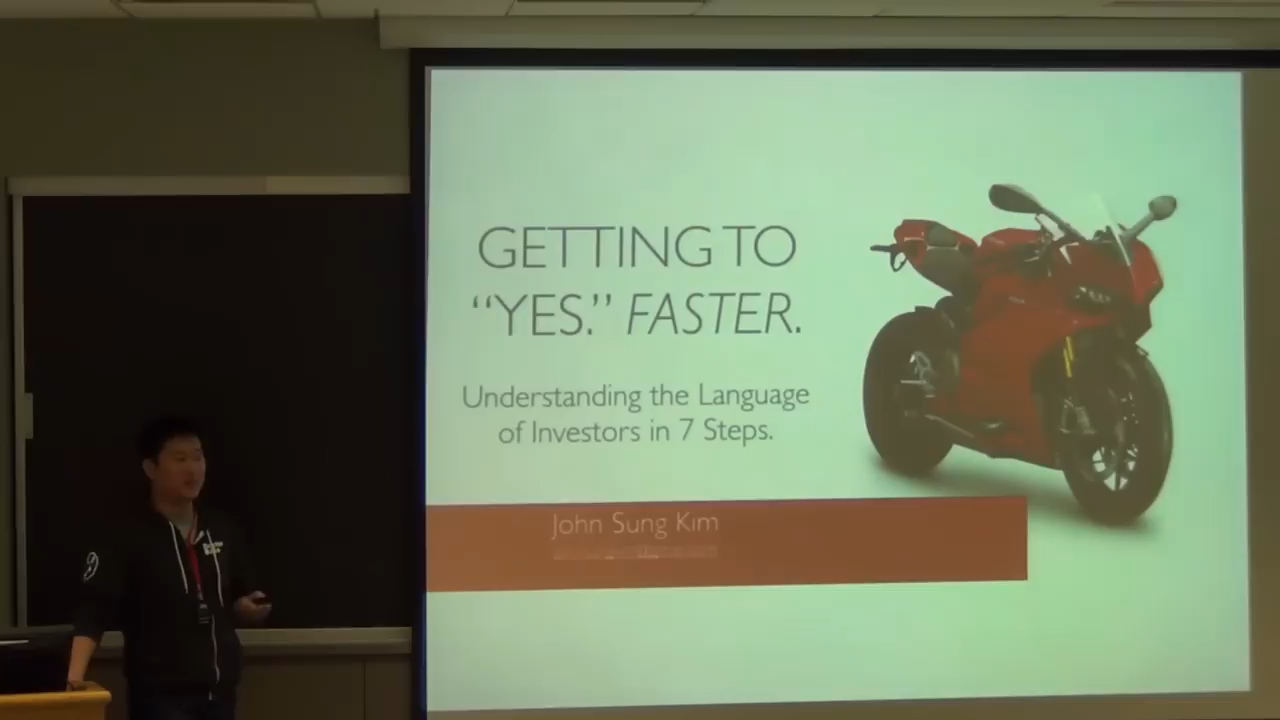 GETTING TO
“YES.” FASTER.
Understanding the Language
of Investors in 7 Steps.
John Sung Kim